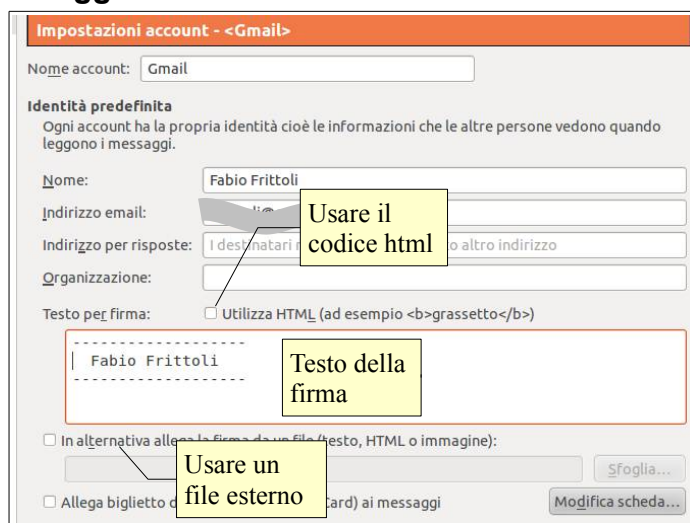 Impostazioni account - <Gmail>
Nome account: Gmail
Identità predefinita
Ogni account ha la propria identità cioè le informazioni che le altre persone vedono quando
leggono i messaggi.
Nome: Fabio Frittoli
Indirizzo email:
Usare il
codice html
Indirizzo per risposte: I destinatari altro indirizzo
Organizzazione:
Testo per firma: Utilizza HTML (ad esempio <b>grassetto</b>)
-------------------
| Fabio Frittoli
-------------------
Testo della
firma
In alternativa allega la firma da un file (testo, HTML o immagine):
Usare un
file esterno
Sfoglia...
Allega biglietto ai messaggi
Modifica scheda...